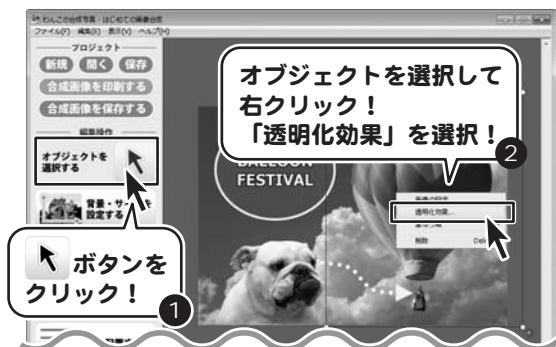 わんこの合成写真 - はじめての画像合成
ファイル(F) 編集(E) 表示(V) ヘルプ(H)
プロジェクト
新規 開く 保存
合成画像を印刷する
合成画像を保存する
編集操作
オブジェクトを
選択する
背景・サ
設定する
ボタンを
クリック！
1
オブジェクトを選択して
右クリック！
「透明化効果」を選択！
2
BALLOON
FESTIVAL
透明化効果...
削除 Del